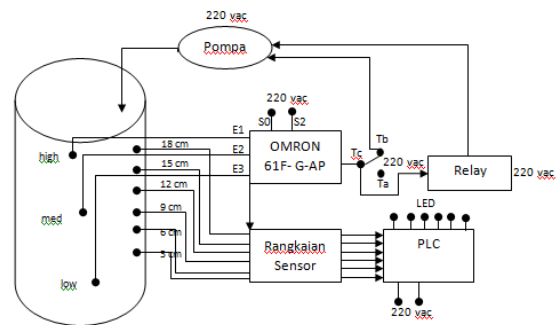 220 vac
Pompa
220 vac
S0
S2
E1
E2
E3
OMRON
61F- G-AP
Tc
Tb
220 vac
Ta
Relay
220 vac
high
med
low
18 cm
15 cm
12 cm
9 cm
6 cm
3 cm
Rangkaian
Sensor
LED
PLC
220 vac